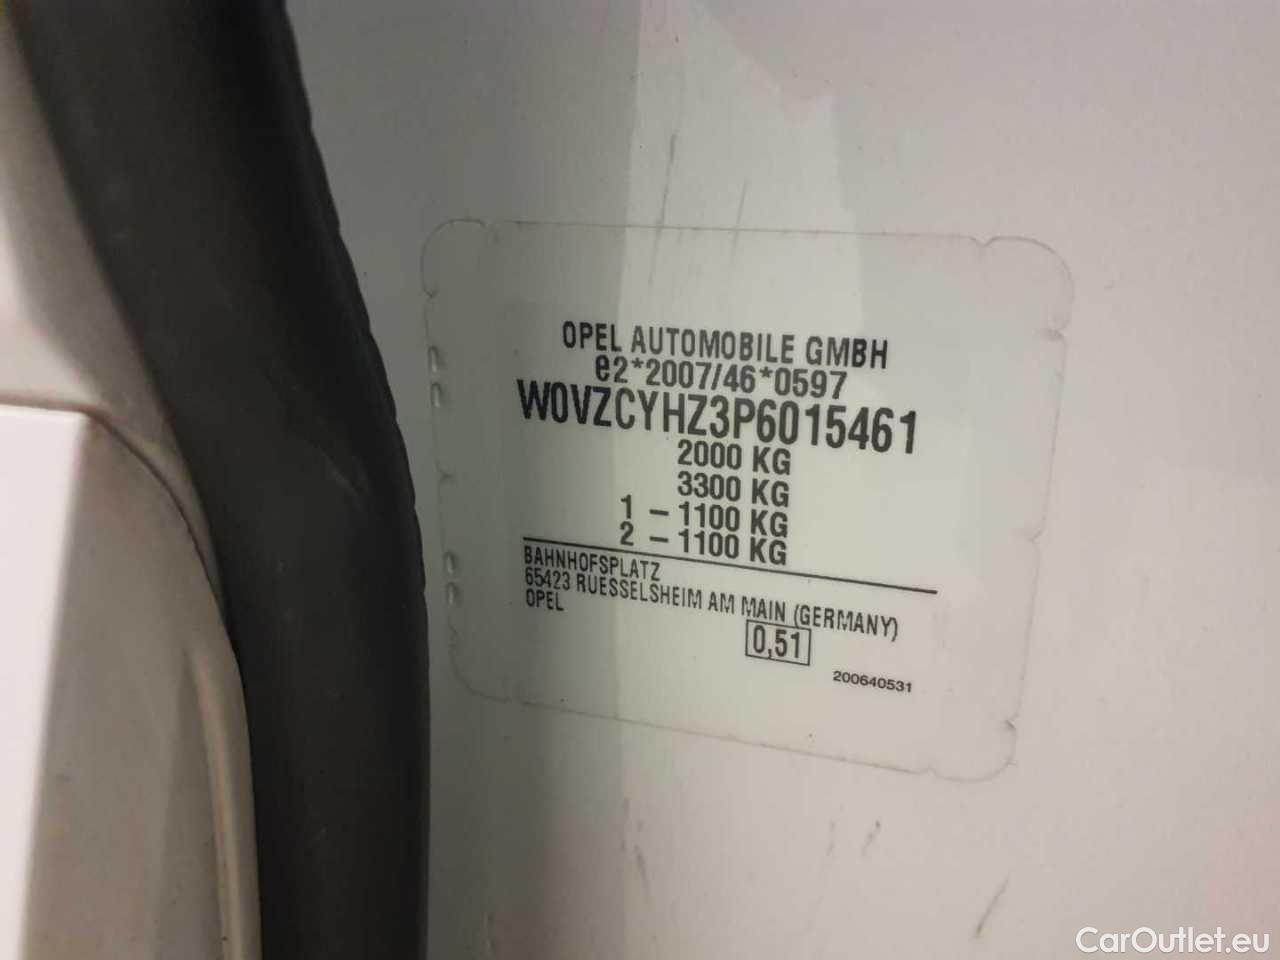 OPEL AUTOMOBILE GMBH
e2*2007/46*0597
W0VZCYHZ3P6015461
2000 KG
3300 KG
1 – 1100 KG
2 – 1100 KG
BAHNHOFSPLATZ
65423 RUESSELSHEIM AM MAIN (GERMANY)
OPEL
0,51
200640531
CarOutlet.eu